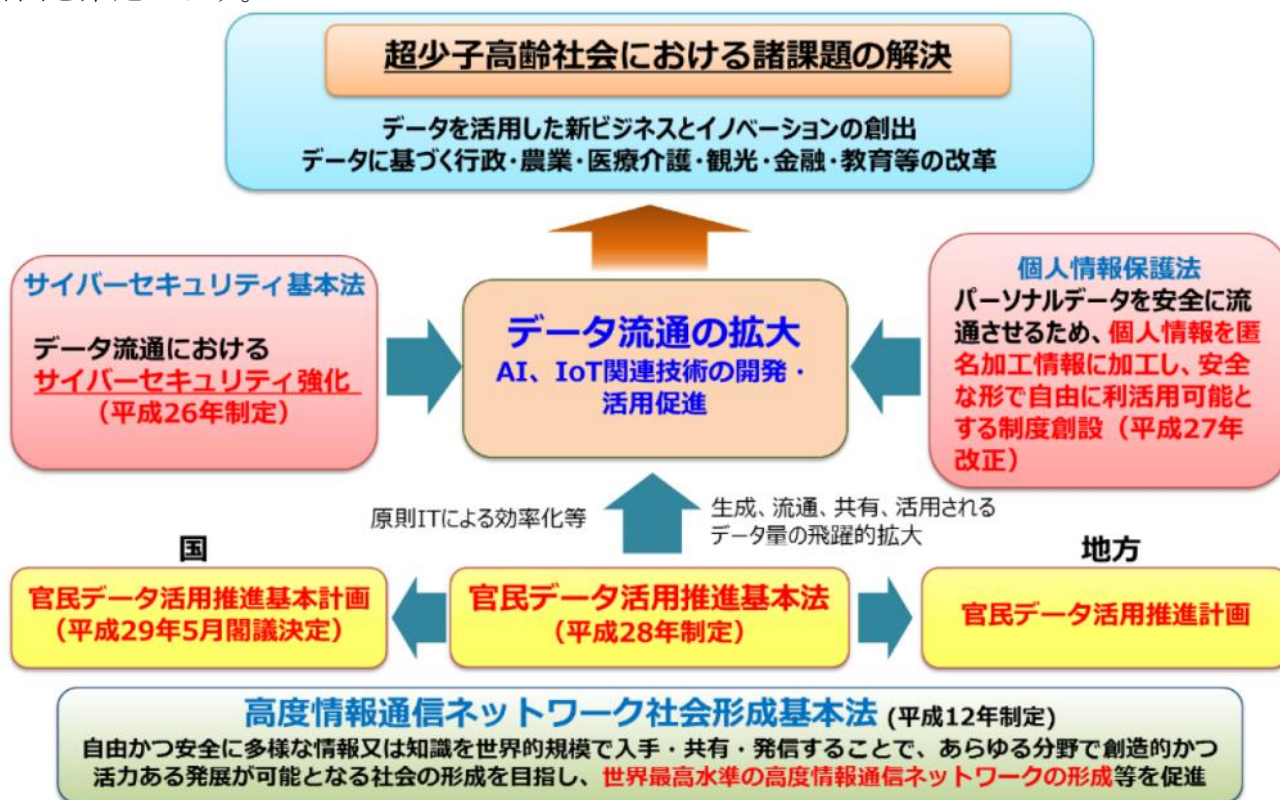 超少子高齢社会における諸課題の解決
データを活用した新ビジネスとイノベーションの創出
データに基づく行政・農業・医療介護・観光・金融・教育等の改革
サイバーセキュリティ基本法
データ流通における
サイバーセキュリティ強化
(平成26年制定)
データ流通の拡大
AI、IoT関連技術の開発・
活用促進
個人情報保護法
パーソナルデータを安全に流
通させるため、個人情報を匿
名加工情報に加工し、安全
な形で自由に利活用可能と
する制度創設(平成27年
改正)
原則ITによる効率化等
生成、流通、共有、活用される
データ量の飛躍的拡大
国
地方
官民データ活用推進基本計画
(平成29年5月閣議決定)
官民データ活用推進基本法
(平成28年制定)
官民データ活用推進計画
高度情報通信ネットワーク社会形成基本法 (平成12年制定)
自由かつ安全に多様な情報又は知識を世界的規模で入手・共有・発信することで、あらゆる分野で創造的かつ
活力ある発展が可能となる社会の形成を目指し、世界最高水準の高度情報通信ネットワークの形成等を促進